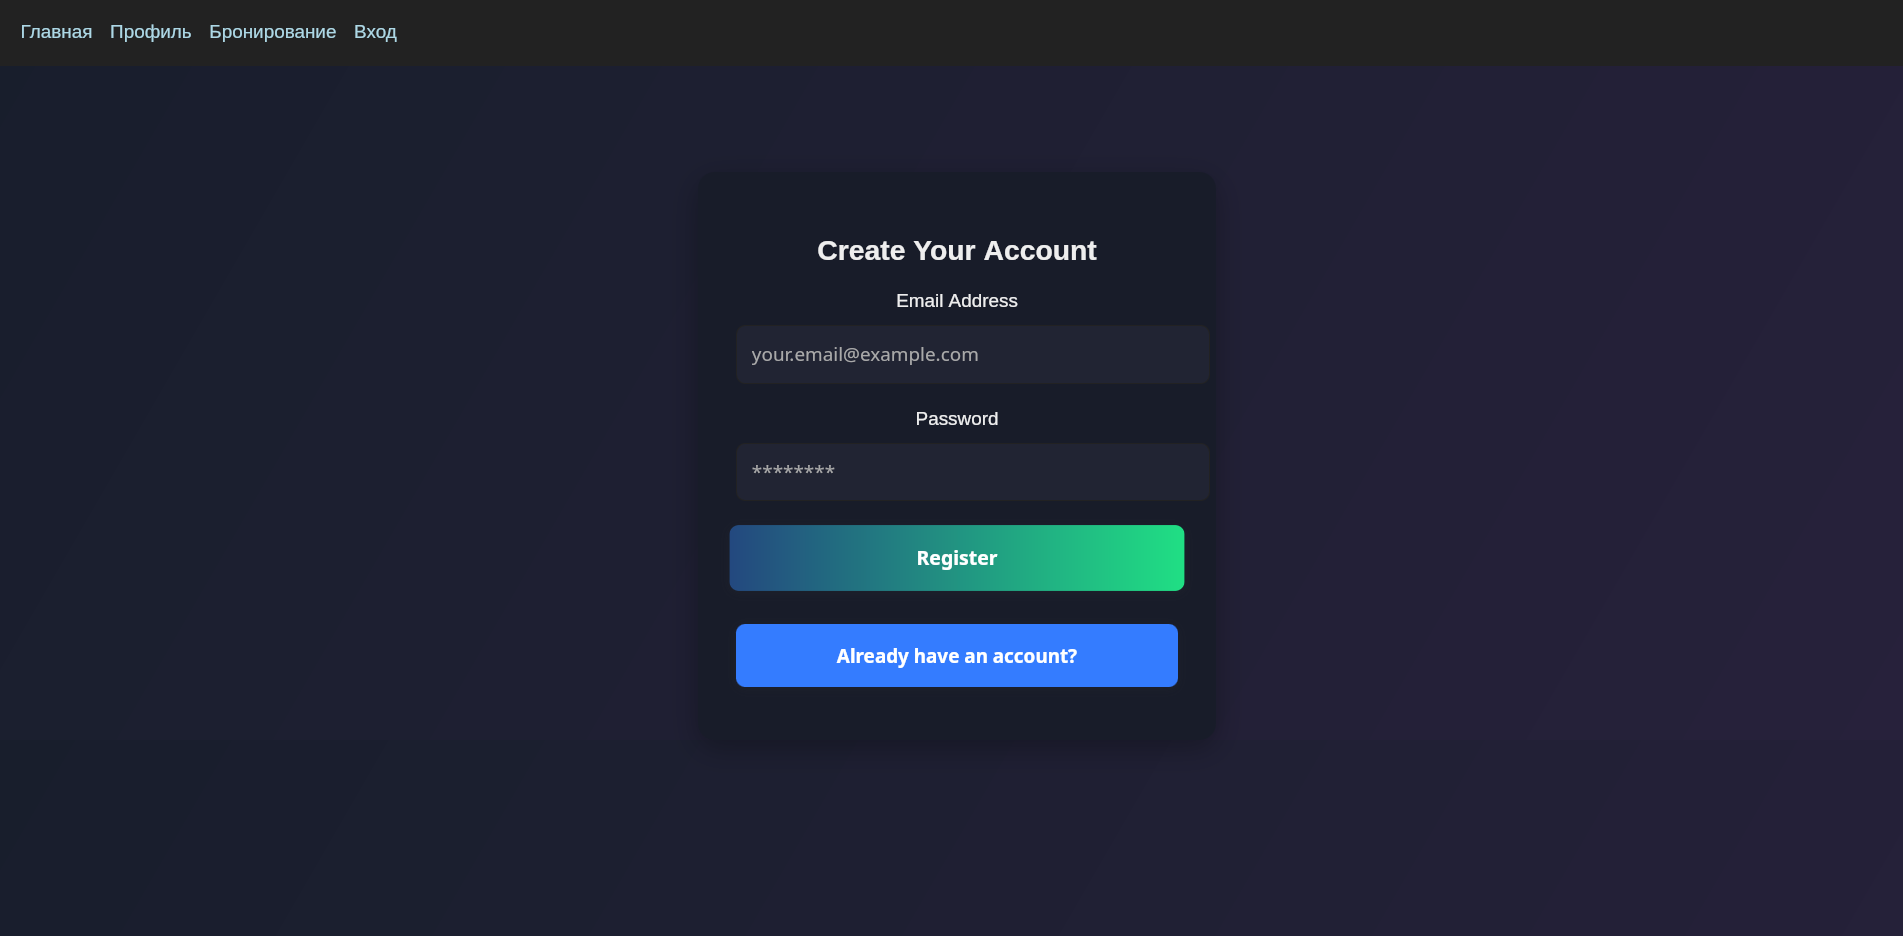 Главная Профиль Бронирование Вход
Create Your Account
Email Address
your.email@example.com
Password
********
Register
Already have an account?